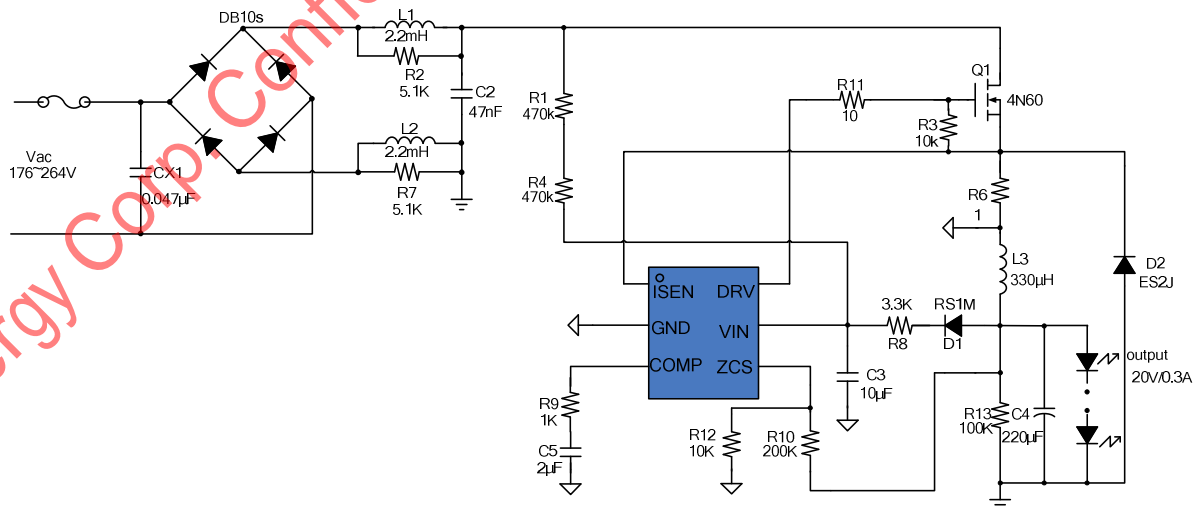 DB10s
L1
2.2mH
R2
5.1K
C2
47nF
L2
2.2mH
R7
5.1K
Vac
176~264V
CX1
0.047µF
R1
470k
R4
470k
R11
10
Q1
4N60
R3
10k
R6
1
L3
330µH
D2
ES2J
ISEN
DRV
GND
VIN
COMP
ZCS
3.3K
R8
RS1M
D1
C3
10µF
output
20V/0.3A
R9
1K
C5
2µF
R12
10K
R10
200K
R13
100K
C4
220µF
ergy Corp. Confi